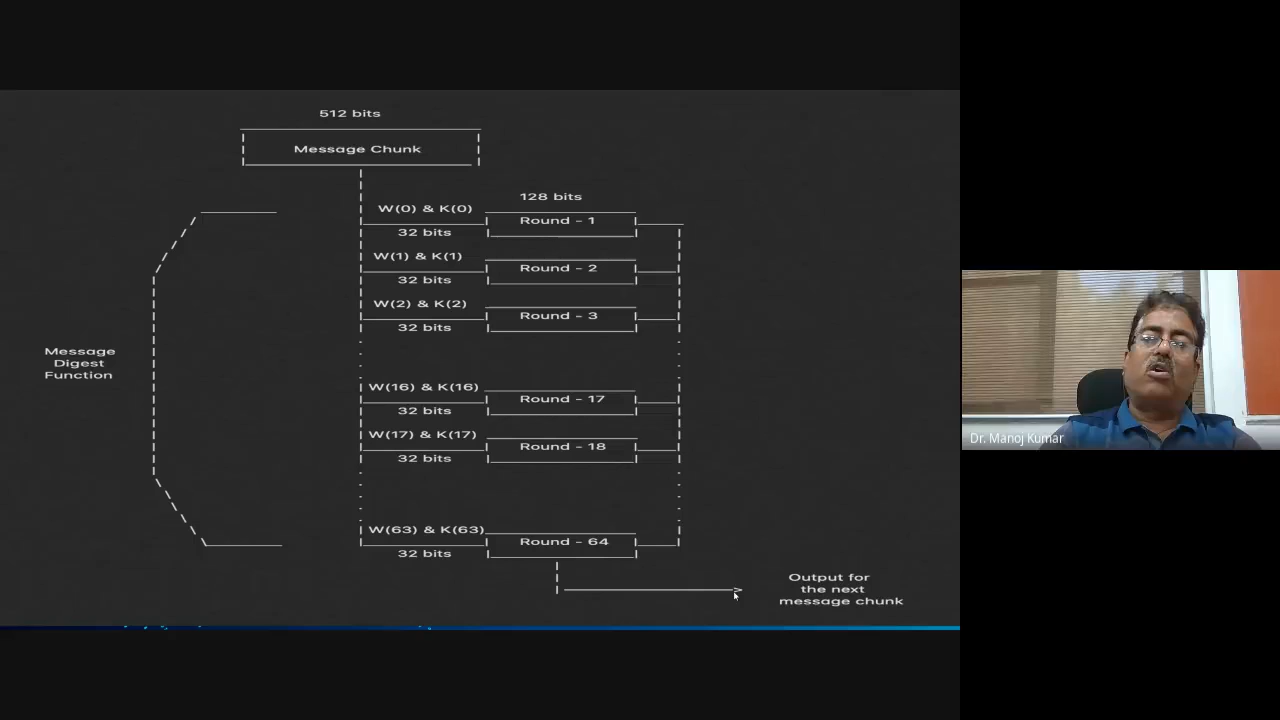 512 bits
Message Chunk
128 bits
W(0) & K(0)
Round - 1
32 bits
W(1) & K(1)
Round - 2
32 bits
W(2) & K(2)
Round - 3
32 bits
Message
Digest
Function
W(16) & K(16)
Round - 17
32 bits
W(17) & K(17)
Round - 18
32 bits
W(63) & K(63)
Round - 64
32 bits
Output for
the next
message chunk
Dr. Manoj Kumar